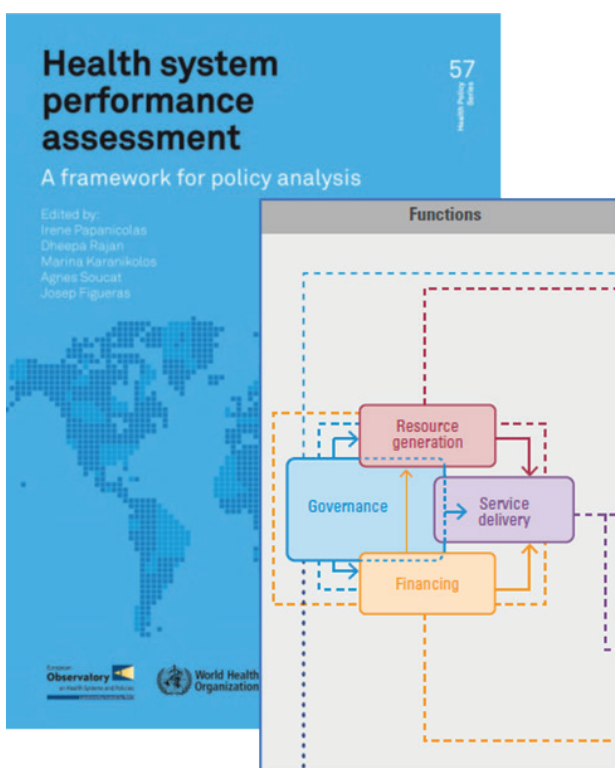 Health system
performance
assessment
A framework for policy analysis
57
Health Policy
Series
Edited by:
Irene Papanicolas
Dheepa Rajan
Marina Karanikolos
Agnes Soucat
Josep Figueras
Functions
Resource
generation
Governance
Service
delivery
Financing
European
Observatory
on Health Systems and Policies
World Health
Organization